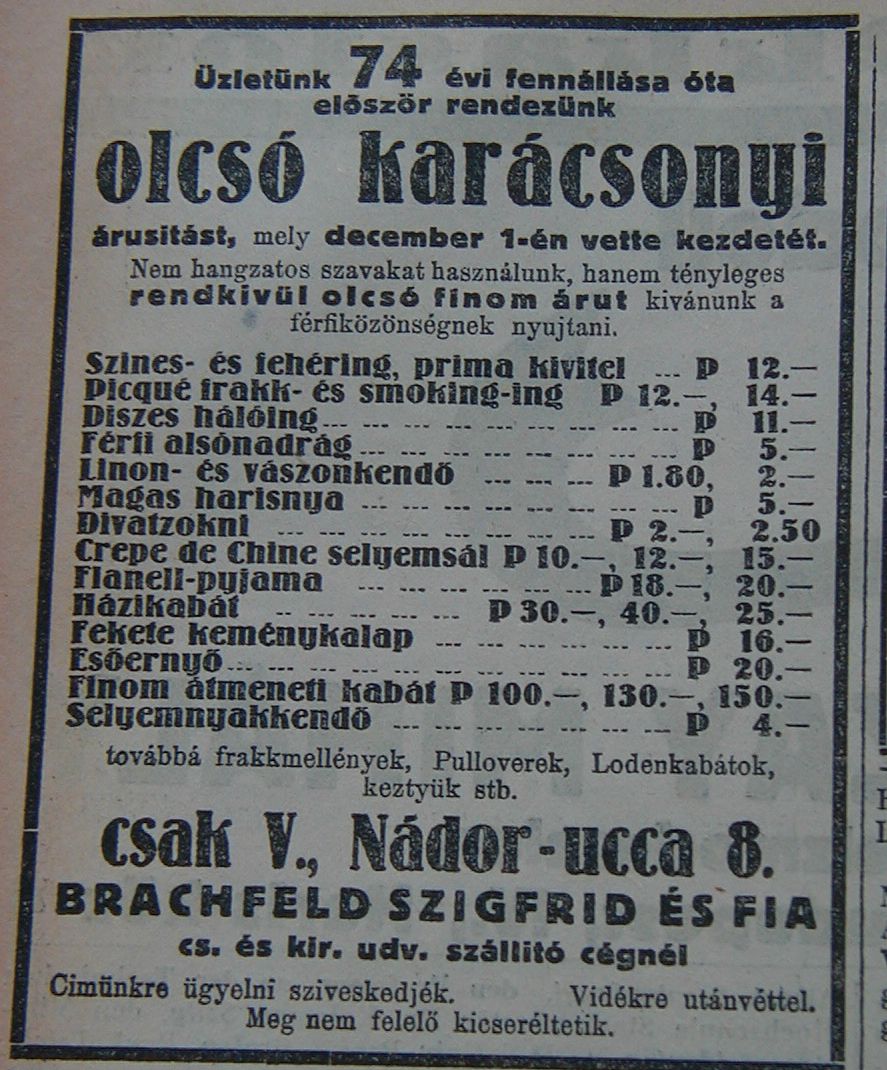 Üzletünk 74 évi fennállása óta
először rendezünk
olcsó karácsonyi
árusitást, mely december 1-én vette kezdetét.
Nem hangzatos szavakat használunk, hanem tényleges
rendkivül olcsó finom árut kivánunk a
férfiközönségnek nyujtani.
Szines- és fehéring, prima kivitel ... P 12.—
Picqué frakk- és smoking-ing P 12.—, 14.—
Diszes hálóing ... ... ... ... ... ... ... ... ... P 11.—
Férfi alsónadrág ... ... ... ... ... ... ... ... P 5.—
Linon- és vászonkendő ... ... ... P 1.80, 2.—
Magas harisnya ... ... ... ... ... ... ... ... P 5.—
Divatzokni ... ... ... ... ... ... ... P 2.—, 2.50
Crepe de Chine selyemsál P 10.—, 12.—, 15.—
Flanell-pyjama ... ... ... ... ... ... P 18.—, 20.—
Házikabát ... ... ... ... ... P 30.—, 40.—, 25.—
Fekete keménykalap ... ... ... ... ... ... P 16.—
Esőernyő ... ... ... ... ... ... ... ... ... ... P 20.—
Finom átmeneti kabát P 100.—, 130.—, 150.—
Selyemnyakkendő ... ... ... ... ... ... ... P 4.—
továbbá frakkmellények, Pulloverek, Lodenkabátok,
keztyük stb.
csak V., Nádor-ucca 8.
BRACHFELD SZIGFRID ÉS FIA
cs. és kir. udv. szállitó cégnél
Cimünkre ügyelni sziveskedjék. Vidékre utánvéttel.
Meg nem felelő kicseréltetik.